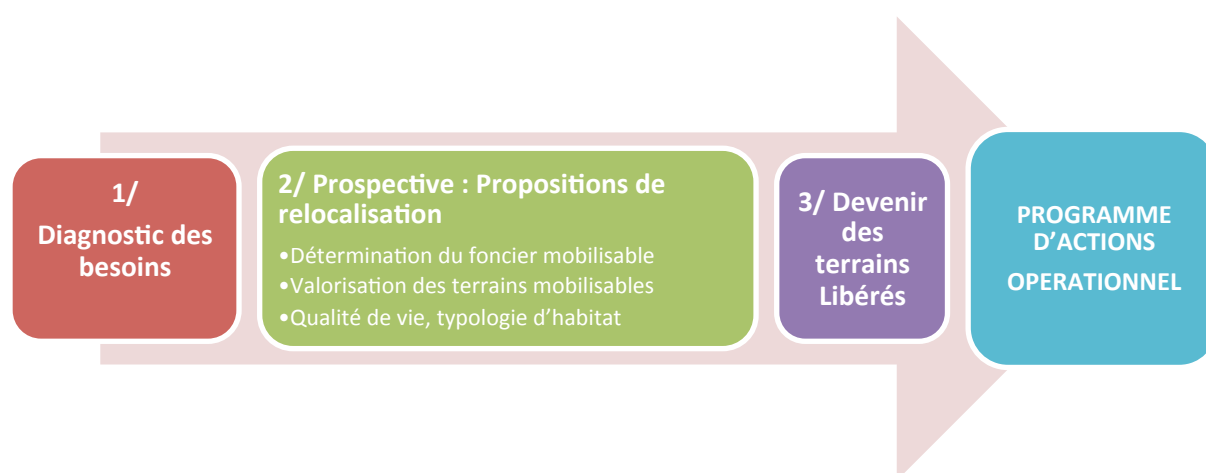 1/
Diagnostic des
besoins
2/ Prospective : Propositions de
relocalisation
•Détermination du foncier mobilisable
•Valorisation des terrains mobilisables
•Qualité de vie, typologie d’habitat
3/ Devenir
des
terrains
Libérés
PROGRAMME
D’ACTIONS
OPERATIONNEL